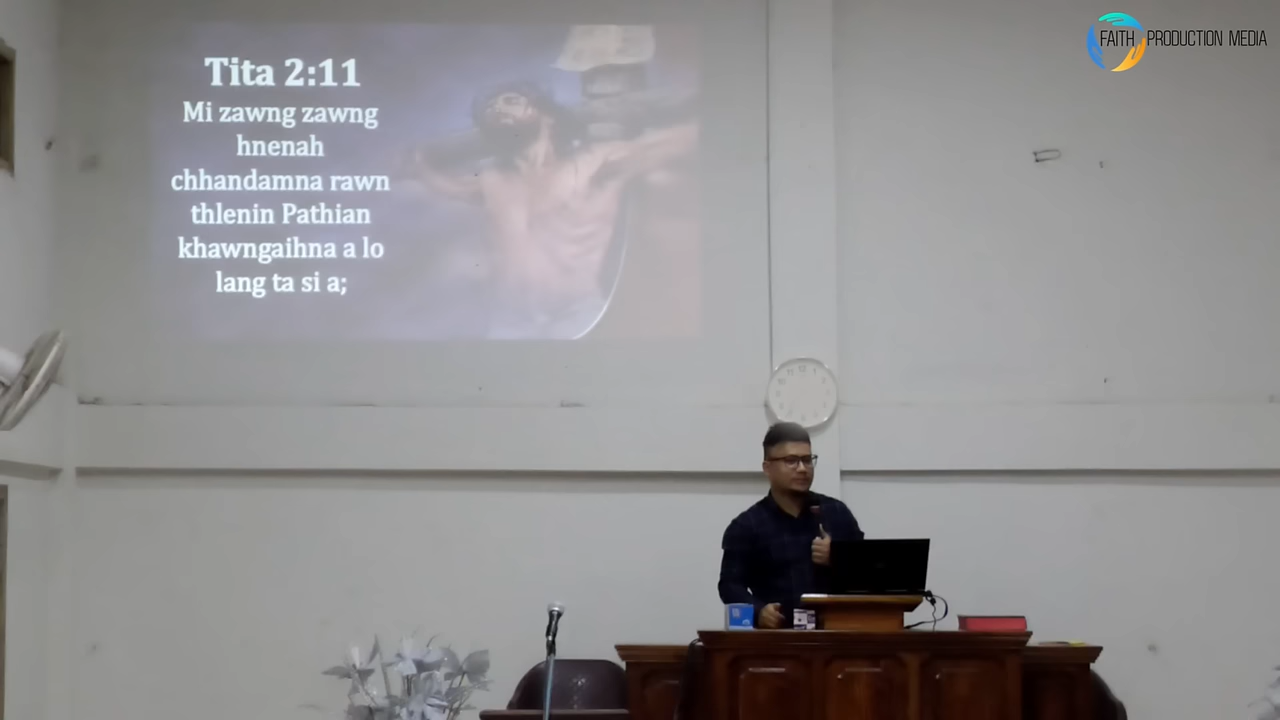 FAITH PRODUCTION MEDIA
Tita 2:11
Mi zawng zawng
hnenah
chhandamna rawn
thlenin Pathian
khawngaihna a lo
lang ta si a;